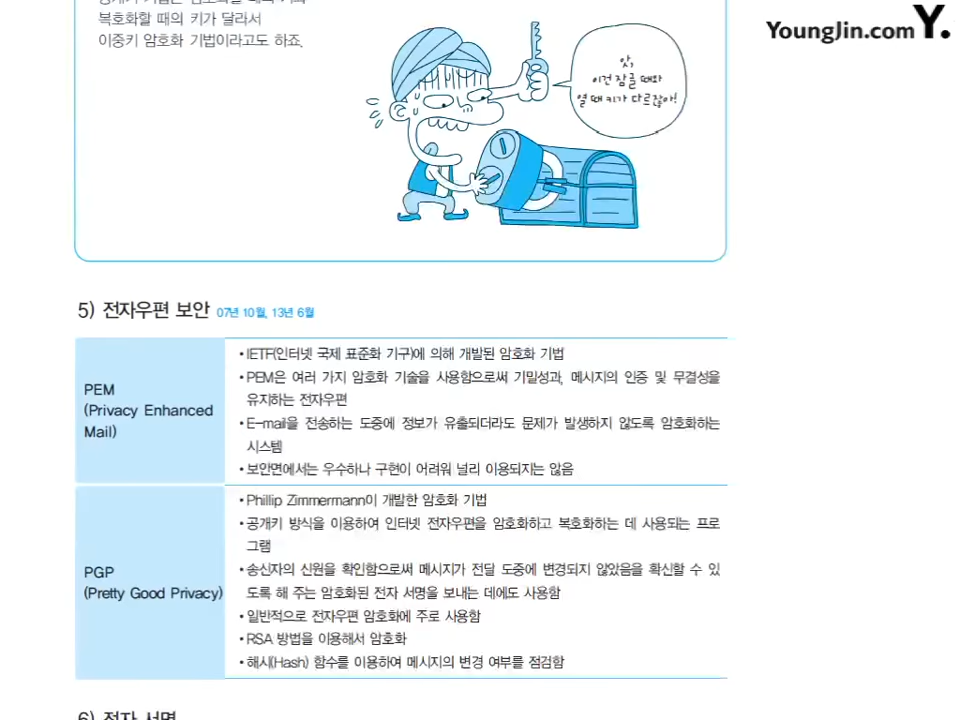 복호화할 때의 키가 달라서
이중키 암호화 기법이라고도 하죠.
YoungJin.com Y.
앗,
이건 잠글 때와
열 때 키가 다르잖아!
5) 전자우편 보안 07년 10월, 13년 6월
PEM
(Privacy Enhanced
Mail)
•IETF(인터넷 국제 표준화 기구)에 의해 개발된 암호화 기법
•PEM은 여러 가지 암호화 기술을 사용함으로써 기밀성과, 메시지의 인증 및 무결성을
유지하는 전자우편
•E-mail을 전송하는 도중에 정보가 유출되더라도 문제가 발생하지 않도록 암호화하는
시스템
•보안면에서는 우수하나 구현이 어려워 널리 이용되지는 않음
PGP
(Pretty Good Privacy)
•Phillip Zimmermann이 개발한 암호화 기법
•공개키 방식을 이용하여 인터넷 전자우편을 암호화하고 복호화하는 데 사용되는 프로
그램
•송신자의 신원을 확인함으로써 메시지가 전달 도중에 변경되지 않았음을 확신할 수 있
도록 해 주는 암호화된 전자 서명을 보내는 데에도 사용함
•일반적으로 전자우편 암호화에 주로 사용함
•RSA 방법을 이용해서 암호화
•해시(Hash) 함수를 이용하여 메시지의 변경 여부를 점검함
6) 전자 서명